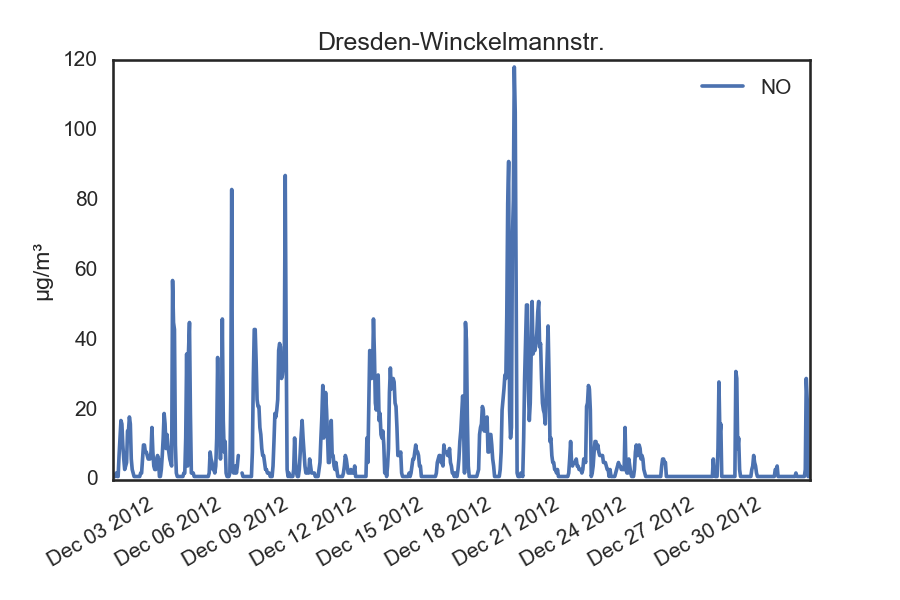 Dresden-Winckelmannstr.
120
100
80
60
40
20
0
µg/m³
NO
Dec 03 2012
Dec 06 2012
Dec 09 2012
Dec 12 2012
Dec 15 2012
Dec 18 2012
Dec 21 2012
Dec 24 2012
Dec 27 2012
Dec 30 2012